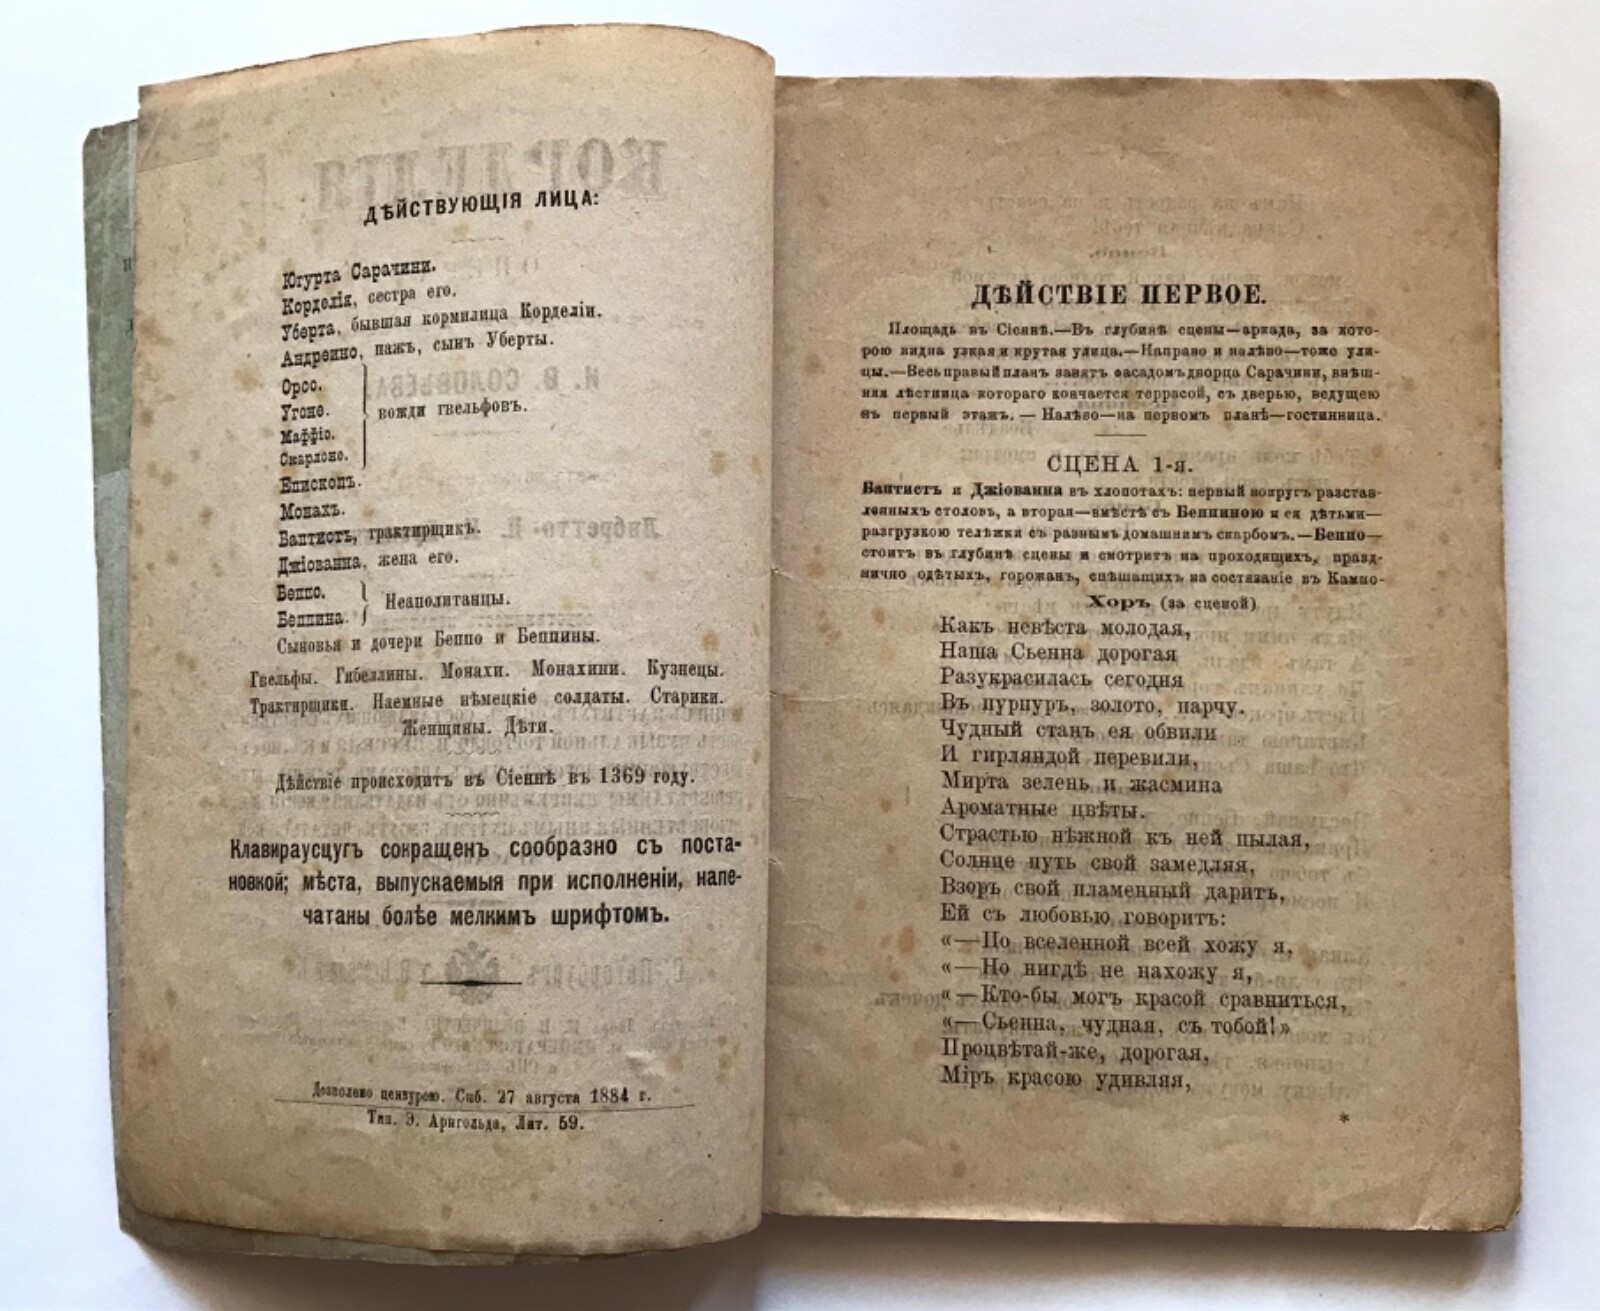 ДѢЙСТВУЮЩІЯ ЛИЦА:
Югурта Сарачини.
Корделія, сестра его.
Уберта, бывшая кормилица Корделіи.
Андреино, пажъ, сынъ Уберты.
Орсо.
Угоне.
Маффіо.
Скарлоне.
вожди гвельфовъ.
Епископъ.
Монахъ.
Баптистъ, трактирщикъ.
Джіованна, жена его.
Беппо.
Беппина.
Неаполитанцы.
Сыновья и дочери Беппо и Беппины.
Гвельфы. Гибеллины. Монахи. Монахини. Кузнецы.
Трактирщики. Наемные нѣмецкіе солдаты. Старики.
Женщины. Дѣти.
Дѣйствіе происходитъ въ Сіеннѣ въ 1369 году.
Клавираусцугъ сокращенъ сообразно съ поста-
новкой; мѣста, выпускаемыя при исполненіи, напе-
чатаны болѣе мелкимъ шрифтомъ.
Дозволено цензурою. Спб. 27 августа 1884 г.
Тип. Э. Арнгольда, Лит. 59.
ДѢЙСТВІЕ ПЕРВОЕ.
Площадь въ Сіеннѣ.—Въ глубинѣ сцены—аркада, за кото-
рою видна узкая и крутая улица.—Направо и налѣво—тоже ули-
цы.—Весь правый планъ занятъ фасадомъ дворца Сарачини, внѣш-
няя лѣстница котораго кончается террасой, съ дверью, ведущею
въ первый этажъ. — Налѣво—на первомъ планѣ—гостинница.
СЦЕНА 1-я.
Баптистъ и Джіованна въ хлопотахъ: первый вокругъ разстав-
ленныхъ столовъ, а вторая—вмѣстѣ съ Беппиною и ея дѣтьми—
разгрузкою телѣжки съ разнымъ домашнимъ скарбомъ.—Беппо—
стоитъ въ глубинѣ сцены и смотритъ на проходящихъ, празд-
нично одѣтыхъ, горожанъ, спѣшащихъ на состязаніе въ Кампо-
Хоръ (за сценой)
Какъ невѣста молодая,
Наша Сьенна дорогая
Разукрасилась сегодня
Въ пурпуръ, золото, парчу.
Чудный станъ ея обвили
И гирляндой перевили,
Мирта зелень и жасмина
Ароматные цвѣты.
Страстью нѣжной къ ней пылая,
Солнце путь свой замедляя,
Взоръ свой пламенный даритъ,
Ей съ любовью говоритъ:
«—По вселенной всей хожу я,
«—Но нигдѣ не нахожу я,
«—Кто-бы могъ красой сравниться,
«—Сьенна, чудная, съ тобой!»
Процвѣтай-же, дорогая,
Міръ красою удивляя,
*